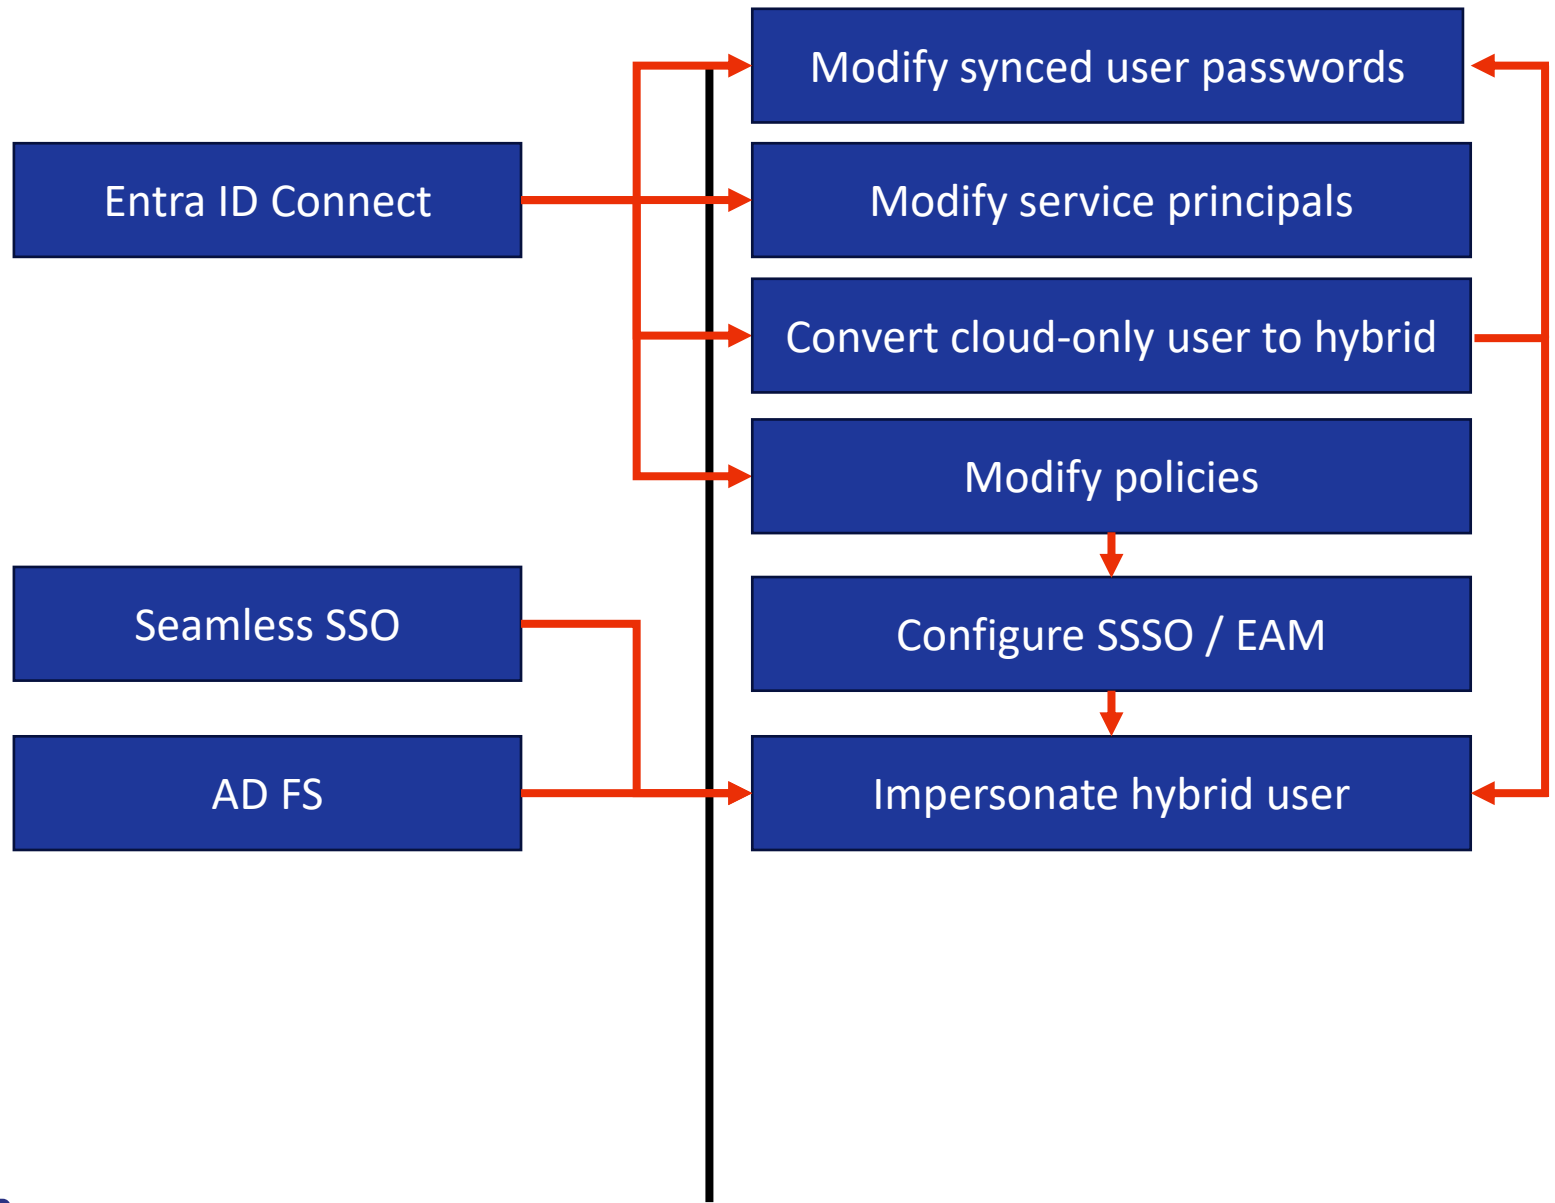 Modify synced user passwords
Entra ID Connect
Modify service principals
Convert cloud-only user to hybrid
Modify policies
Seamless SSO
Configure SSSO / EAM
AD FS
Impersonate hybrid user